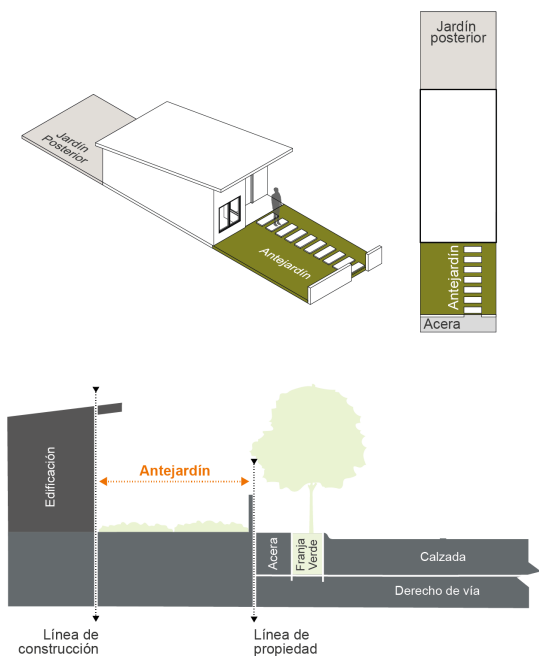 Jardín
posterior
Jardín
Posterior
Antejardín
Antejardín
Acera
Antejardín
Edificación
Acera
Franja
Verde
Calzada
Derecho de vía
Línea de
construcción
Línea de
propiedad